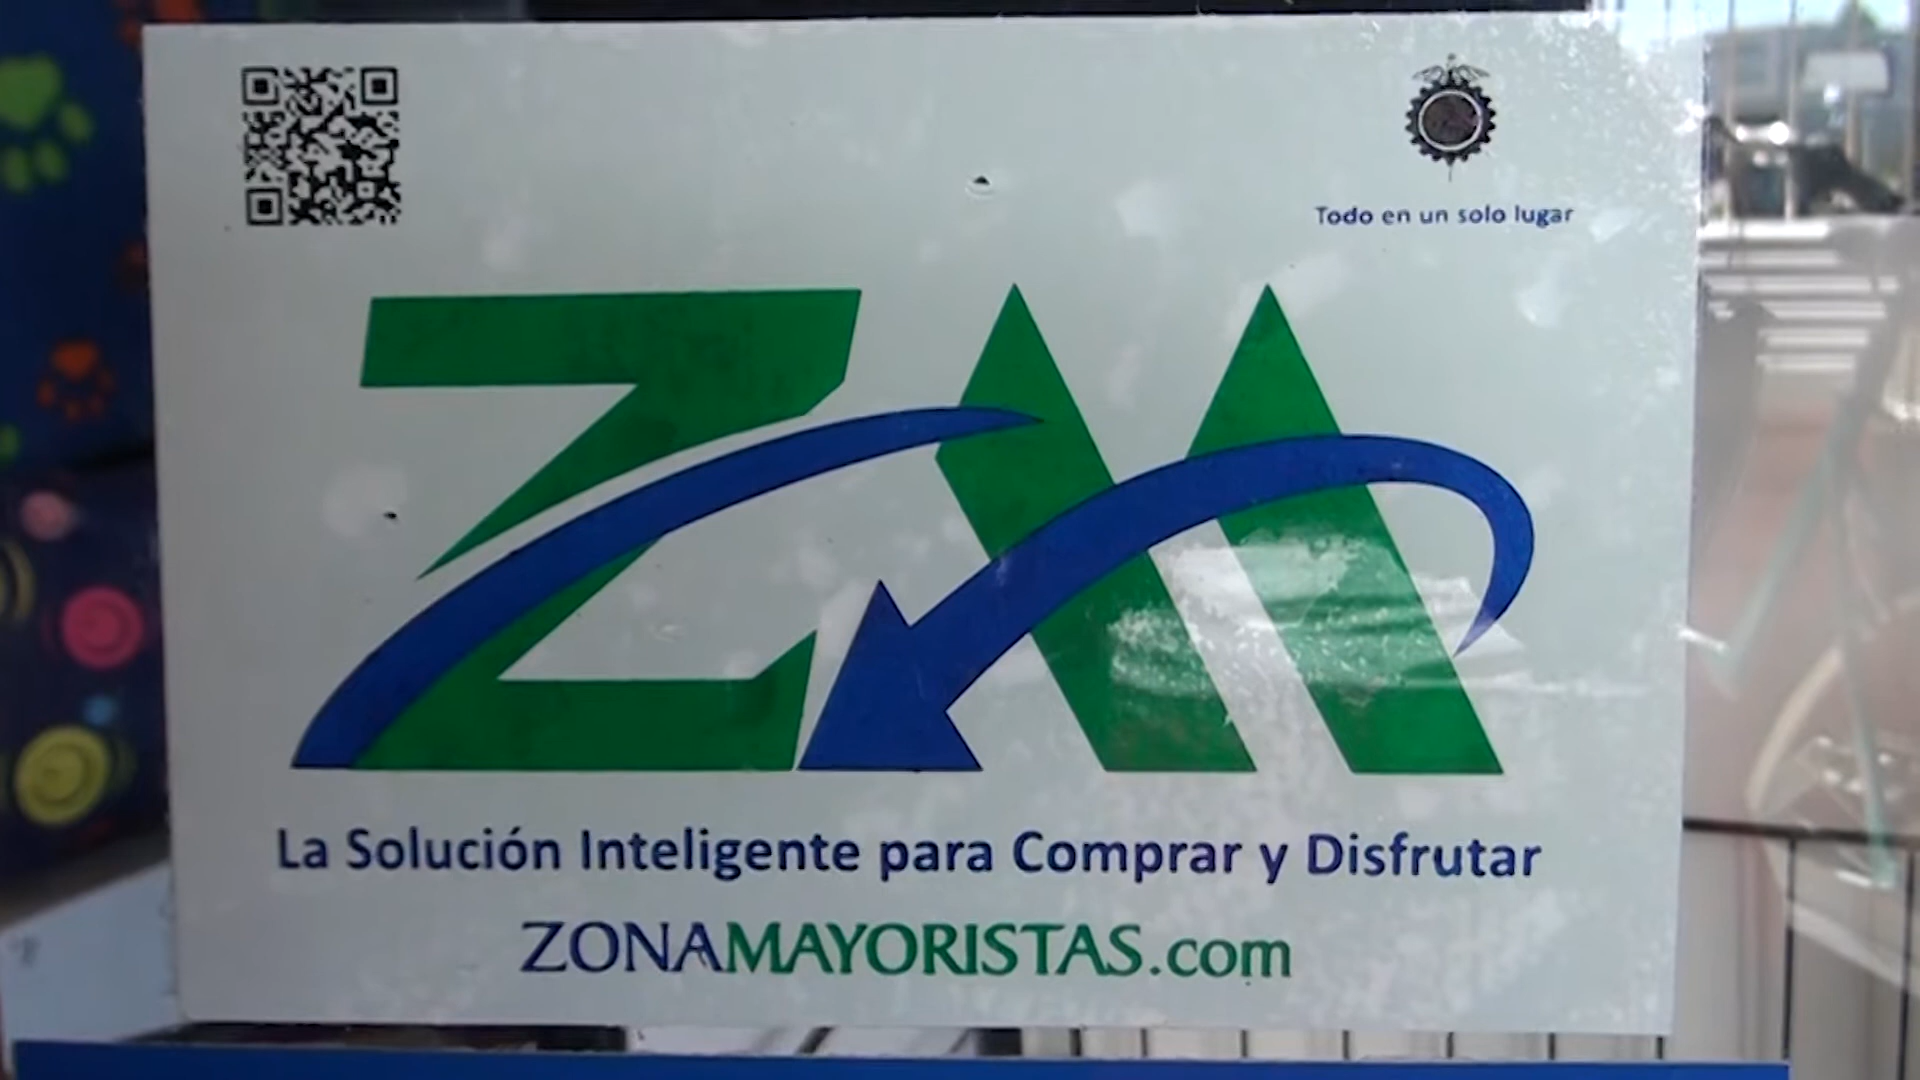 Todo en un solo lugar
ZM
La Solución Inteligente para Comprar y Disfrutar
ZONAMAYORISTAS.com